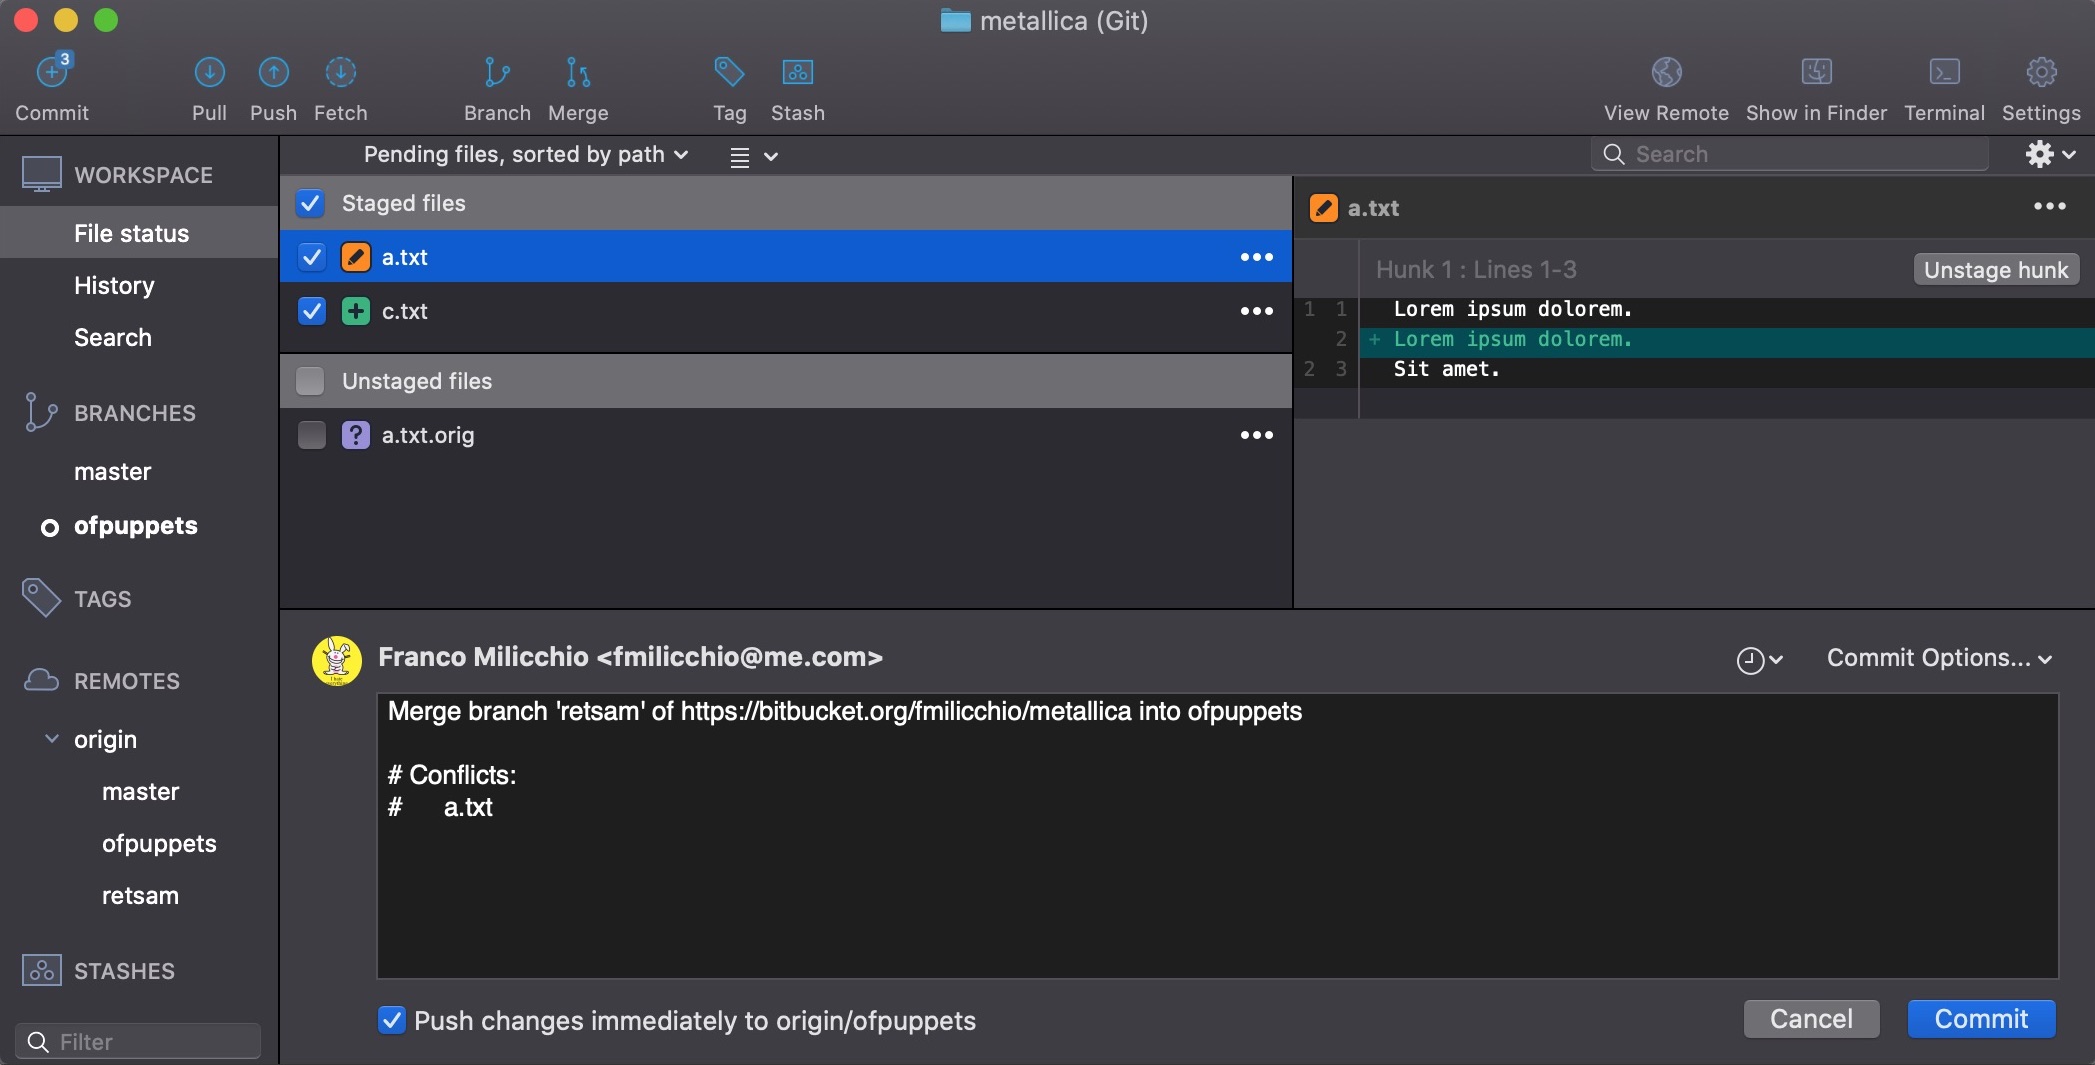 metallica (Git)
3
Commit
Pull
Push
Fetch
Branch
Merge
Tag
Stash
View Remote
Show in Finder
Terminal
Settings
WORKSPACE
File status
History
Search
BRANCHES
master
ofpuppets
TAGS
REMOTES
origin
master
ofpuppets
retsam
STASHES
Filter
Pending files, sorted by path
Search
Staged files
a.txt
c.txt
Unstaged files
? a.txt.orig
a.txt
Hunk 1 : Lines 1-3
Unstage hunk
1 1 Lorem ipsum dolorem.
2 + Lorem ipsum dolorem.
2 3 Sit amet.
Franco Milicchio <fmilicchio@me.com>
Commit Options...
Merge branch 'retsam' of https://bitbucket.org/fmilicchio/metallica into ofpuppets
# Conflicts:
# a.txt
Push changes immediately to origin/ofpuppets
Cancel
Commit